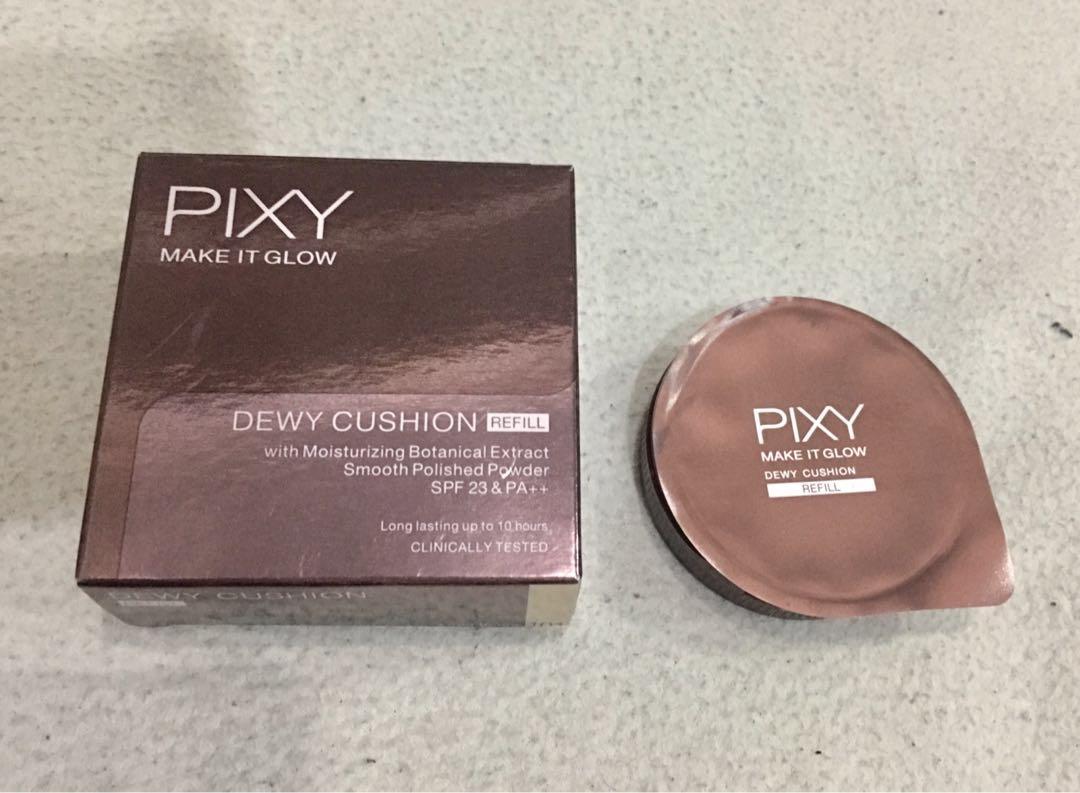 PIXY
MAKE IT GLOW
DEWY CUSHION REFILL
with Moisturizing Botanical Extract
Smooth Polished Powder
SPF 23 & PA++
Long lasting up to 10 hours
CLINICALLY TESTED
DEWY CUSHION
REFILL
PIXY
MAKE IT GLOW
DEWY CUSHION
REFILL